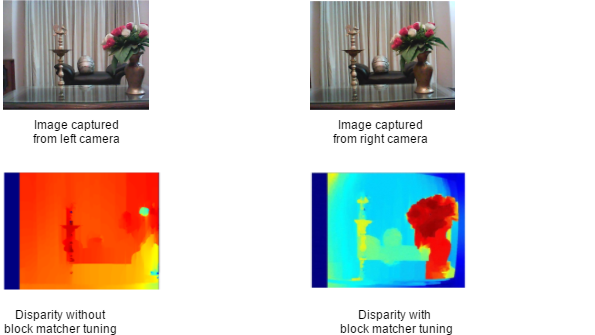 Image captured
from left camera
Image captured
from right camera
Disparity without
block matcher tuning
Disparity with
block matcher tuning